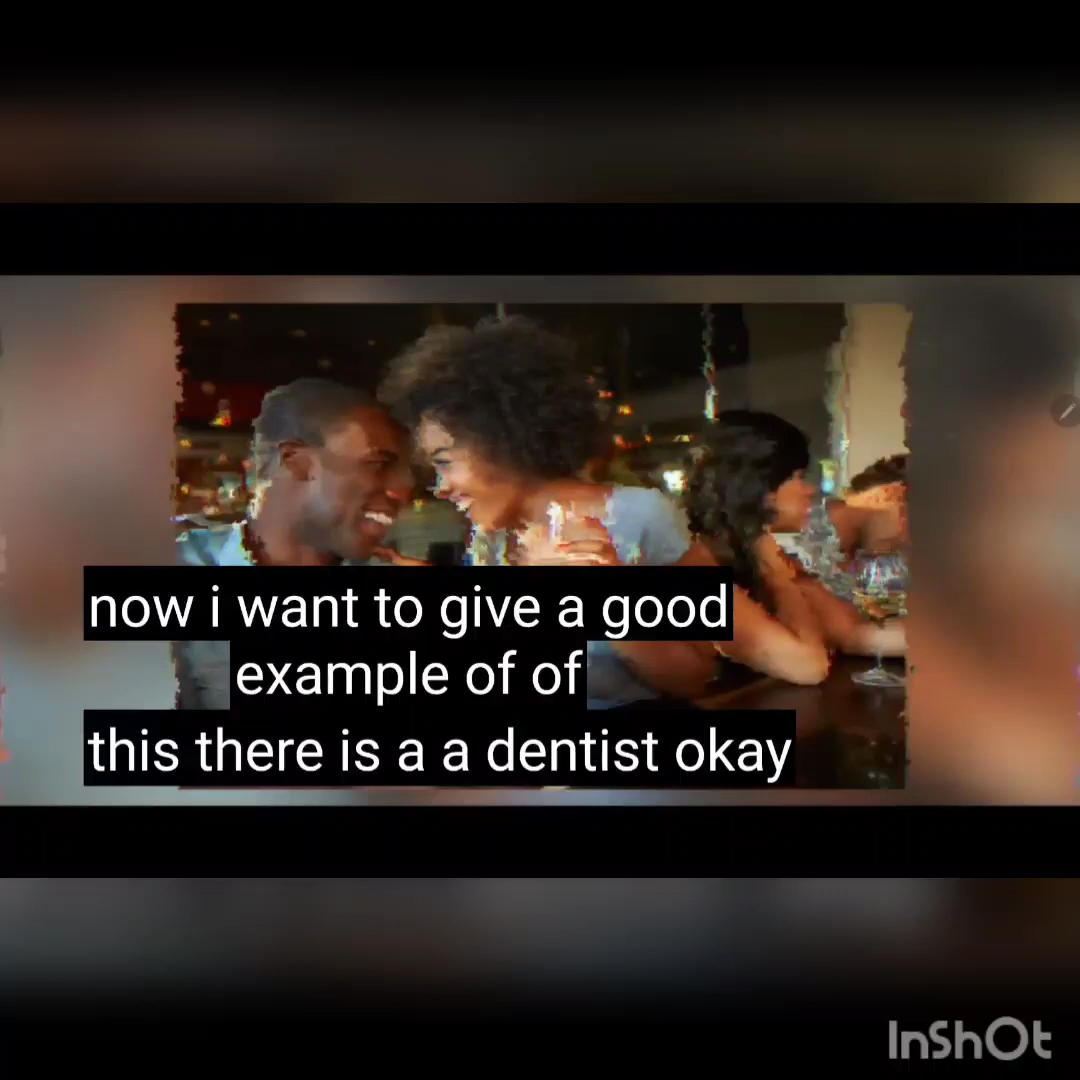 now i want to give a good
example of of
this there is a a dentist okay
InShOt